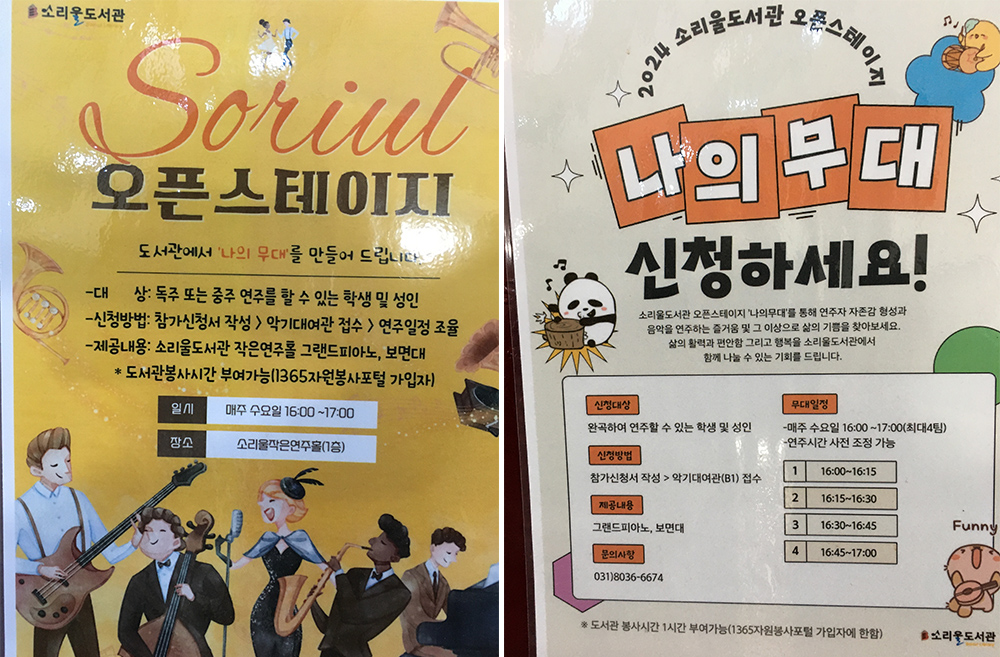 소리울도서관
Soriul
오픈스테이지
도서관에서 '나의 무대'를 만들어 드립니다.
-대 상: 독주 또는 중주 연주를 할 수 있는 학생 및 성인
-신청방법: 참가신청서 작성 > 악기대여관 접수 > 연주일정 조율
-제공내용: 소리울도서관 작은연주홀 그랜드피아노, 보면대
* 도서관봉사시간 부여가능(1365자원봉사포털 가입자)
일시 매주 수요일 16:00 ~17:00
장소 소리울작은연주홀(1층)
2024 소리울도서관 오픈스테이지
나의무대
신청하세요!
소리울도서관 오픈스테이지 '나의무대'를 통해 연주자 자존감 형성과
음악을 연주하는 즐거움 및 그 이상으로 삶의 기쁨을 찾아보세요.
삶의 활력과 편안함 그리고 행복을 소리울도서관에서
함께 나눌 수 있는 기회를 드립니다.
신청대상
완곡하여 연주할 수 있는 학생 및 성인
신청방법
참가신청서 작성 > 악기대여관(B1) 접수
제공내용
그랜드피아노, 보면대
문의사항
031)8036-6674
무대일정
-매주 수요일 16:00 ~17:00(최대4팀)
-연주시간 사전 조정 가능
1 16:00~16:15
2 16:15~16:30
3 16:30~16:45
4 16:45~17:00
Funny
※ 도서관 봉사시간 1시간 부여가능(1365자원봉사포털 가입자에 한함)
소리울도서관